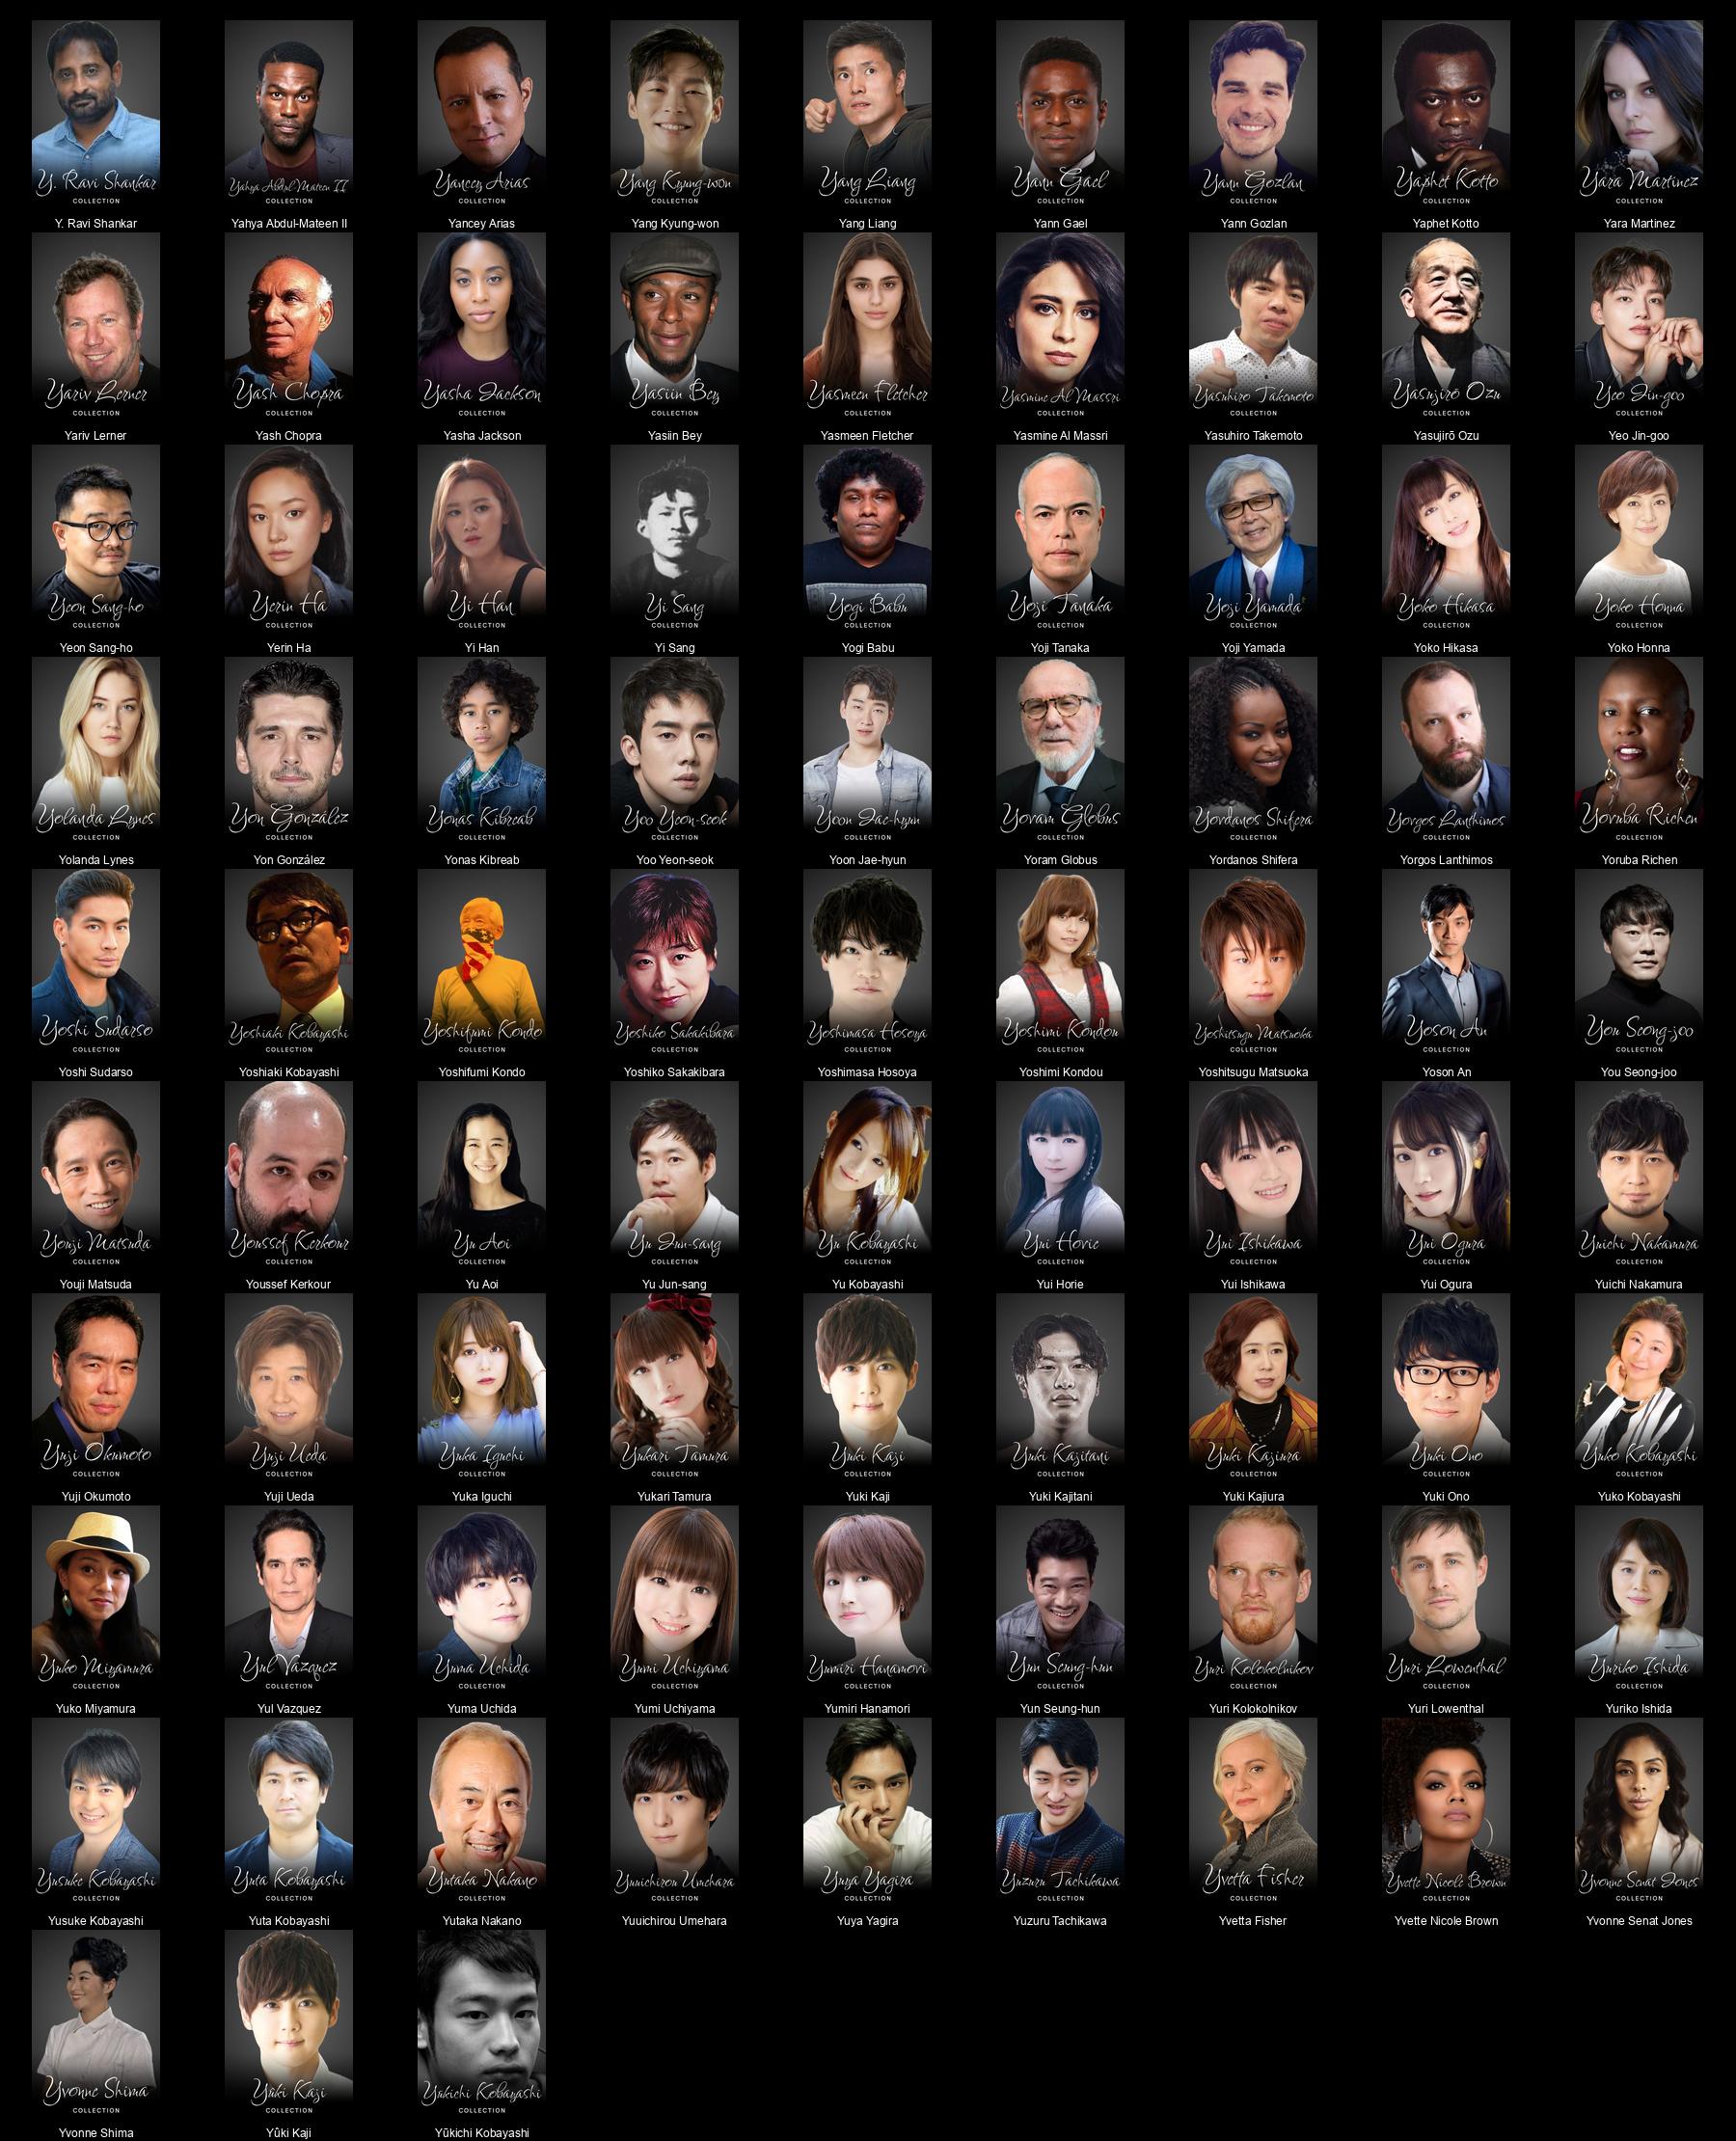 Y. Ravi Shankar Yahya Abdul-Mateen II Yancey Arias Yang Kyung-won Yang Liang Yann Gael Yann Gozlan Yaphet Kotto Yara Martinez
COLLECTION COLLECTION COLLECTION COLLECTION COLLECTION COLLECTION COLLECTION COLLECTION COLLECTION
Y. Ravi Shankar Yahya Abdul-Mateen II Yancey Arias Yang Kyung-won Yang Liang Yann Gael Yann Gozlan Yaphet Kotto Yara Martinez
Yariv Lerner Yash Chopra Yasha Jackson Yasiin Bey Yasmeen Fletcher Yasmine Al Massri Yasuhiro Takemoto Yasujirō Ozu Yeo Jin-goo
COLLECTION COLLECTION COLLECTION COLLECTION COLLECTION COLLECTION COLLECTION COLLECTION COLLECTION
Yariv Lerner Yash Chopra Yasha Jackson Yasiin Bey Yasmeen Fletcher Yasmine Al Massri Yasuhiro Takemoto Yasujirō Ozu Yeo Jin-goo
Yeon Sang-ho Yerin Ha Yi Han Yi Sang Yogi Babu Yoji Tanaka Yoji Yamada Yoko Hikasa Yoko Honna
COLLECTION COLLECTION COLLECTION COLLECTION COLLECTION COLLECTION COLLECTION COLLECTION COLLECTION
Yeon Sang-ho Yerin Ha Yi Han Yi Sang Yogi Babu Yoji Tanaka Yoji Yamada Yoko Hikasa Yoko Honna
Yolanda Lynes Yon González Yonas Kibreab Yoo Yeon-seok Yoon Jae-hyun Yoram Globus Yordanos Shifera Yorgos Lanthimos Yoruba Richen
COLLECTION COLLECTION COLLECTION COLLECTION COLLECTION COLLECTION COLLECTION COLLECTION COLLECTION
Yolanda Lynes Yon González Yonas Kibreab Yoo Yeon-seok Yoon Jae-hyun Yoram Globus Yordanos Shifera Yorgos Lanthimos Yoruba Richen
Yoshi Sudarso Yoshiaki Kobayashi Yoshifumi Kondo Yoshiko Sakakibara Yoshimasa Hosoya Yoshimi Kondou Yoshitsugu Matsuoka Yoson An You Seong-joo
COLLECTION COLLECTION COLLECTION COLLECTION COLLECTION COLLECTION COLLECTION COLLECTION COLLECTION
Yoshi Sudarso Yoshiaki Kobayashi Yoshifumi Kondo Yoshiko Sakakibara Yoshimasa Hosoya Yoshimi Kondou Yoshitsugu Matsuoka Yoson An You Seong-joo
Youji Matsuda Youssef Kerkour Yu Aoi Yu Jun-sang Yu Kobayashi Yui Horie Yui Ishikawa Yui Ogura Yuichi Nakamura
COLLECTION COLLECTION COLLECTION COLLECTION COLLECTION COLLECTION COLLECTION COLLECTION COLLECTION
Youji Matsuda Youssef Kerkour Yu Aoi Yu Jun-sang Yu Kobayashi Yui Horie Yui Ishikawa Yui Ogura Yuichi Nakamura
Yuji Okumoto Yuji Ueda Yuka Iguchi Yukari Tamura Yuki Kaji Yuki Kajitani Yuki Kajiura Yuki Ono Yuko Kobayashi
COLLECTION COLLECTION COLLECTION COLLECTION COLLECTION COLLECTION COLLECTION COLLECTION COLLECTION
Yuji Okumoto Yuji Ueda Yuka Iguchi Yukari Tamura Yuki Kaji Yuki Kajitani Yuki Kajiura Yuki Ono Yuko Kobayashi
Yuko Miyamura Yul Vazquez Yuma Uchida Yumi Uchiyama Yumiri Hanamori Yun Seung-hun Yuri Kolokolnikov Yuri Lowenthal Yuriko Ishida
COLLECTION COLLECTION COLLECTION COLLECTION COLLECTION COLLECTION COLLECTION COLLECTION COLLECTION
Yuko Miyamura Yul Vazquez Yuma Uchida Yumi Uchiyama Yumiri Hanamori Yun Seung-hun Yuri Kolokolnikov Yuri Lowenthal Yuriko Ishida
Yusuke Kobayashi Yuta Kobayashi Yutaka Nakano Yuuichirou Umehara Yuya Yagira Yuzuru Tachikawa Yvetta Fisher Yvette Nicole Brown Yvonne Senat Jones
COLLECTION COLLECTION COLLECTION COLLECTION COLLECTION COLLECTION COLLECTION COLLECTION COLLECTION
Yusuke Kobayashi Yuta Kobayashi Yutaka Nakano Yuuichirou Umehara Yuya Yagira Yuzuru Tachikawa Yvetta Fisher Yvette Nicole Brown Yvonne Senat Jones
Yvonne Shima Yûki Kaji Yukichi Kobayashi
COLLECTION COLLECTION COLLECTION
Yvonne Shima Yûki Kaji Yūkichi Kobayashi